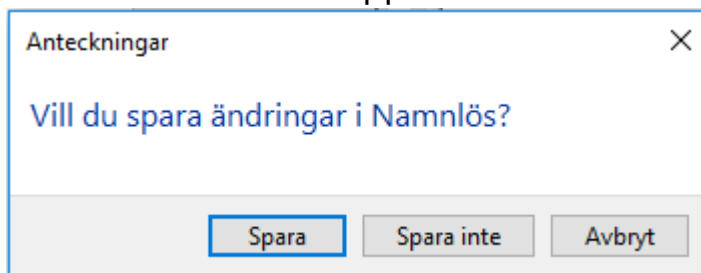 Anteckningar
Vill du spara ändringar i Namnlös?
Spara Spara inte Avbryt